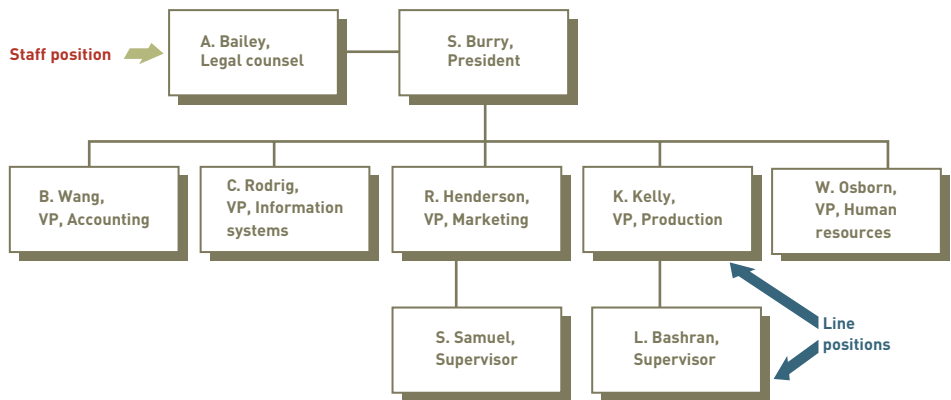 Staff position
A. Bailey,
Legal counsel
S. Burry,
President
B. Wang,
VP, Accounting
C. Rodrig,
VP, Information
systems
R. Henderson,
VP, Marketing
K. Kelly,
VP, Production
W. Osborn,
VP, Human
resources
S. Samuel,
Supervisor
L. Bashran,
Supervisor
Line
positions